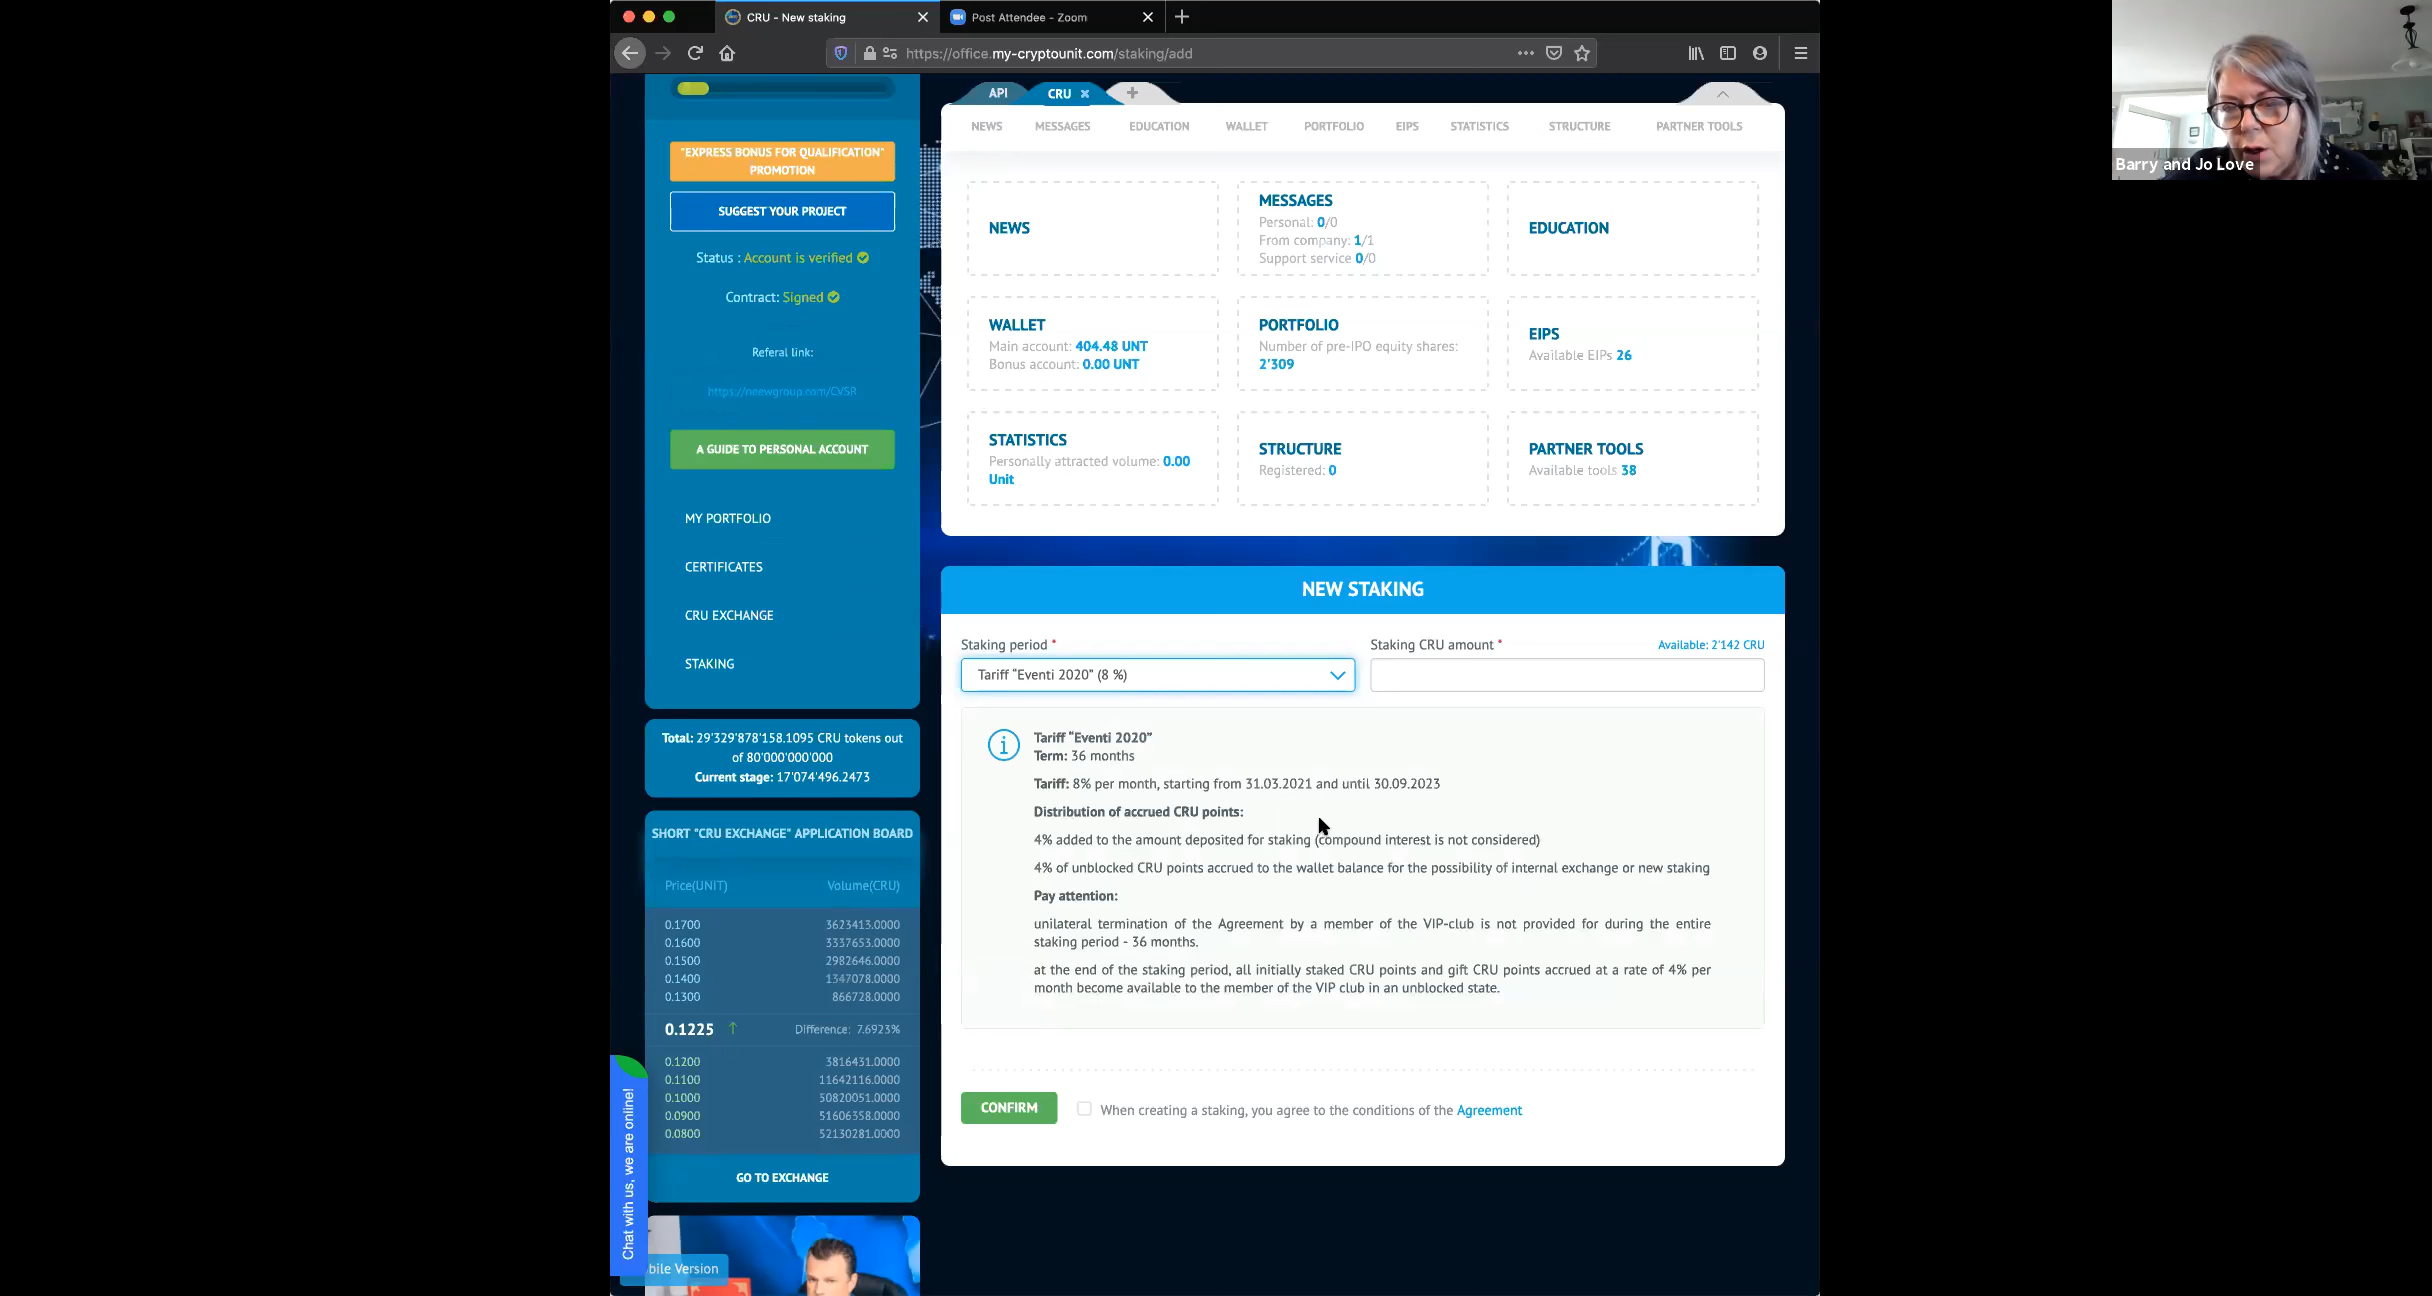 CRU - New staking
Post Attendee - Zoom
https://office.my-cryptounit.com/staking/add
"EXPRESS BONUS FOR QUALIFICATION"
PROMOTION
SUGGEST YOUR PROJECT
Status : Account is verified
Contract: Signed
Referal link:
https://neewgroup.com/CVSR
A GUIDE TO PERSONAL ACCOUNT
MY PORTFOLIO
CERTIFICATES
CRU EXCHANGE
STAKING
Total: 29'329'878'158.1095 CRU tokens out
of 80'000'000'000
Current stage: 17'074'496.2473
SHORT "CRU EXCHANGE" APPLICATION BOARD
Price(UNIT) Volume(CRU)
0.1700 3623413.0000
0.1600 3337653.0000
0.1500 2982646.0000
0.1400 1347078.0000
0.1300 866728.0000
0.1225 Difference: 7.6923%
0.1200 3816431.0000
0.1100 11642116.0000
0.1000 50820051.0000
0.0900 51606358.0000
0.0800 52130281.0000
GO TO EXCHANGE
Chat with us, we are online!
bile Version
API CRU
NEWS MESSAGES EDUCATION WALLET PORTFOLIO EIPS STATISTICS STRUCTURE PARTNER TOOLS
NEWS
MESSAGES
Personal: 0/0
From company: 1/1
Support service 0/0
EDUCATION
WALLET
Main account: 404.48 UNT
Bonus account: 0.00 UNT
PORTFOLIO
Number of pre-IPO equity shares:
2'309
EIPS
Available EIPs 26
STATISTICS
Personally attracted volume: 0.00
Unit
STRUCTURE
Registered: 0
PARTNER TOOLS
Available tools 38
NEW STAKING
Staking period *
Tariff “Eventi 2020” (8 %)
Staking CRU amount * Available: 2'142 CRU
Tariff “Eventi 2020”
Term: 36 months
Tariff: 8% per month, starting from 31.03.2021 and until 30.09.2023
Distribution of accrued CRU points:
4% added to the amount deposited for staking (compound interest is not considered)
4% of unblocked CRU points accrued to the wallet balance for the possibility of internal exchange or new staking
Pay attention:
unilateral termination of the Agreement by a member of the VIP-club is not provided for during the entire
staking period - 36 months.
at the end of the staking period, all initially staked CRU points and gift CRU points accrued at a rate of 4% per
month become available to the member of the VIP club in an unblocked state.
CONFIRM When creating a staking, you agree to the conditions of the Agreement
Barry and Jo Love